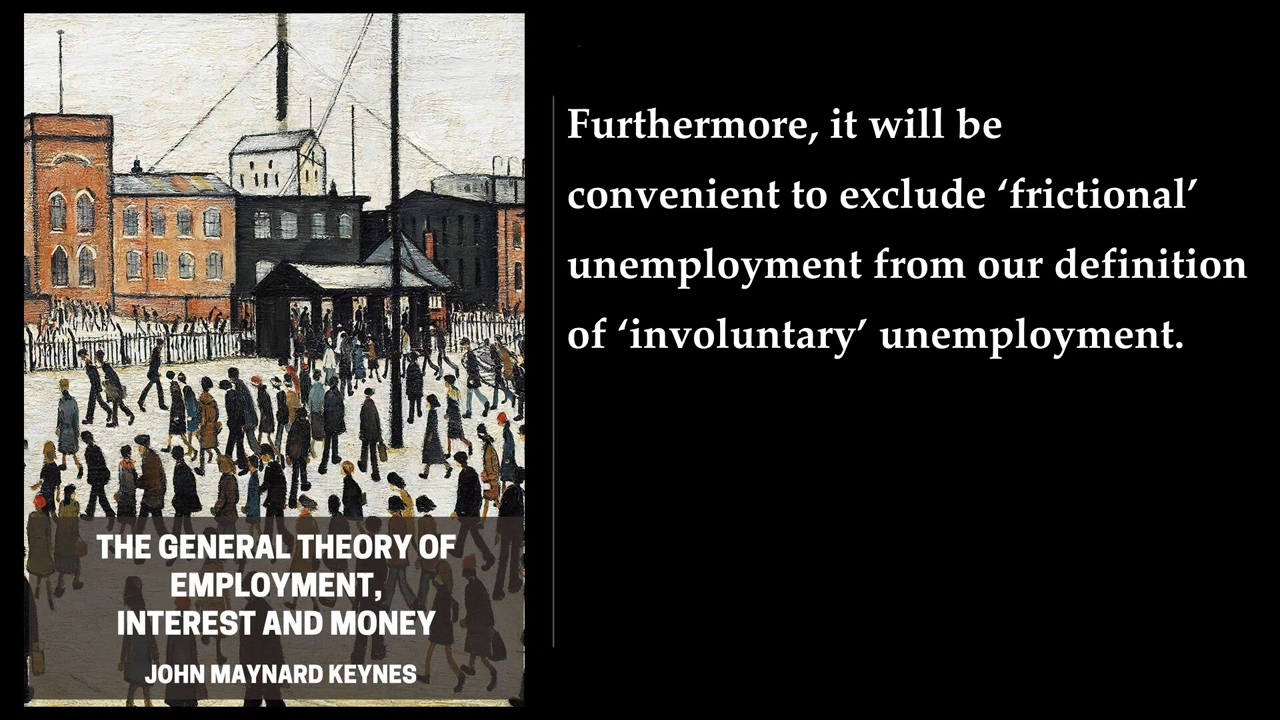 THE GENERAL THEORY OF
EMPLOYMENT,
INTEREST AND MONEY
JOHN MAYNARD KEYNES
Furthermore, it will be
convenient to exclude ‘frictional’
unemployment from our definition
of ‘involuntary’ unemployment.